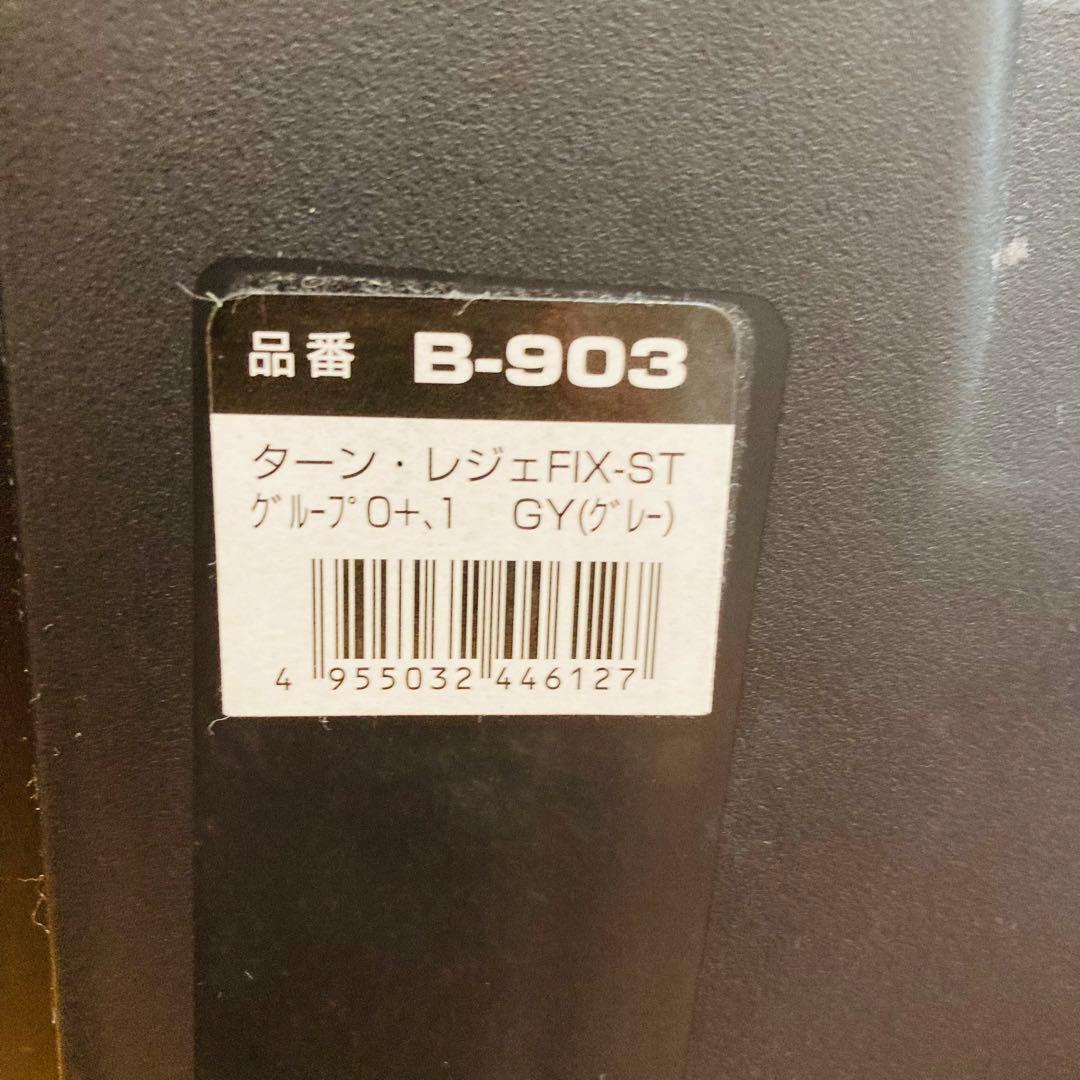 品番 B-903
ターン・レジェFIX-ST
ｸﾞﾙｰﾌﾟ0+､1 GY(ｸﾞﾚｰ)
4 955032 446127